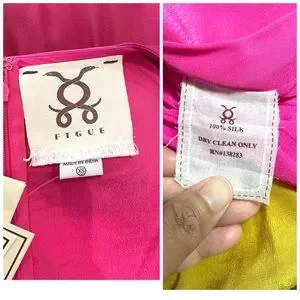 FIGUE
MADE IN INDIA
XS
100% SILK
DRY CLEAN ONLY
RN#138283